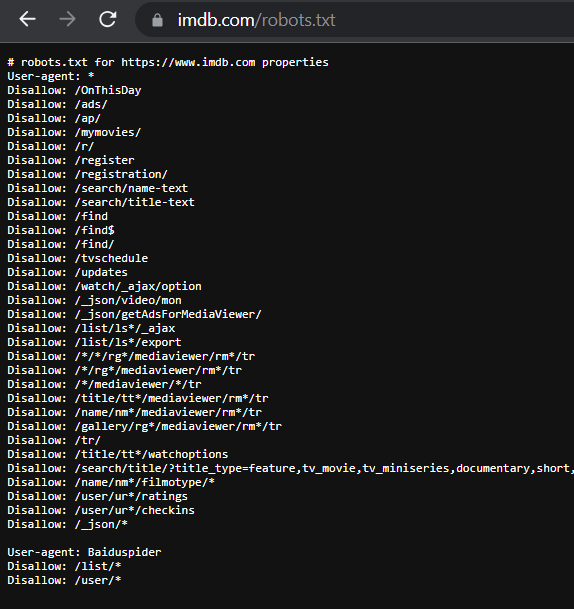 imdb.com/robots.txt
# robots.txt for https://www.imdb.com properties
User-agent: *
Disallow: /OnThisDay
Disallow: /ads/
Disallow: /ap/
Disallow: /mymovies/
Disallow: /r/
Disallow: /register
Disallow: /registration/
Disallow: /search/name-text
Disallow: /search/title-text
Disallow: /find
Disallow: /find$
Disallow: /find/
Disallow: /tvschedule
Disallow: /updates
Disallow: /watch/_ajax/option
Disallow: /_json/video/mon
Disallow: /_json/getAdsForMediaViewer/
Disallow: /list/ls*/_ajax
Disallow: /list/ls*/export
Disallow: /*/*/rg*/mediaviewer/rm*/tr
Disallow: /*/rg*/mediaviewer/rm*/tr
Disallow: /*/mediaviewer/*/tr
Disallow: /title/tt*/mediaviewer/rm*/tr
Disallow: /name/nm*/mediaviewer/rm*/tr
Disallow: /gallery/rg*/mediaviewer/rm*/tr
Disallow: /tr/
Disallow: /title/tt*/watchoptions
Disallow: /search/title/?title_type=feature,tv_movie,tv_miniseries,documentary,short,
Disallow: /name/nm*/filmotype/*
Disallow: /user/ur*/ratings
Disallow: /user/ur*/checkins
Disallow: /_json/*
User-agent: Baiduspider
Disallow: /list/*
Disallow: /user/*